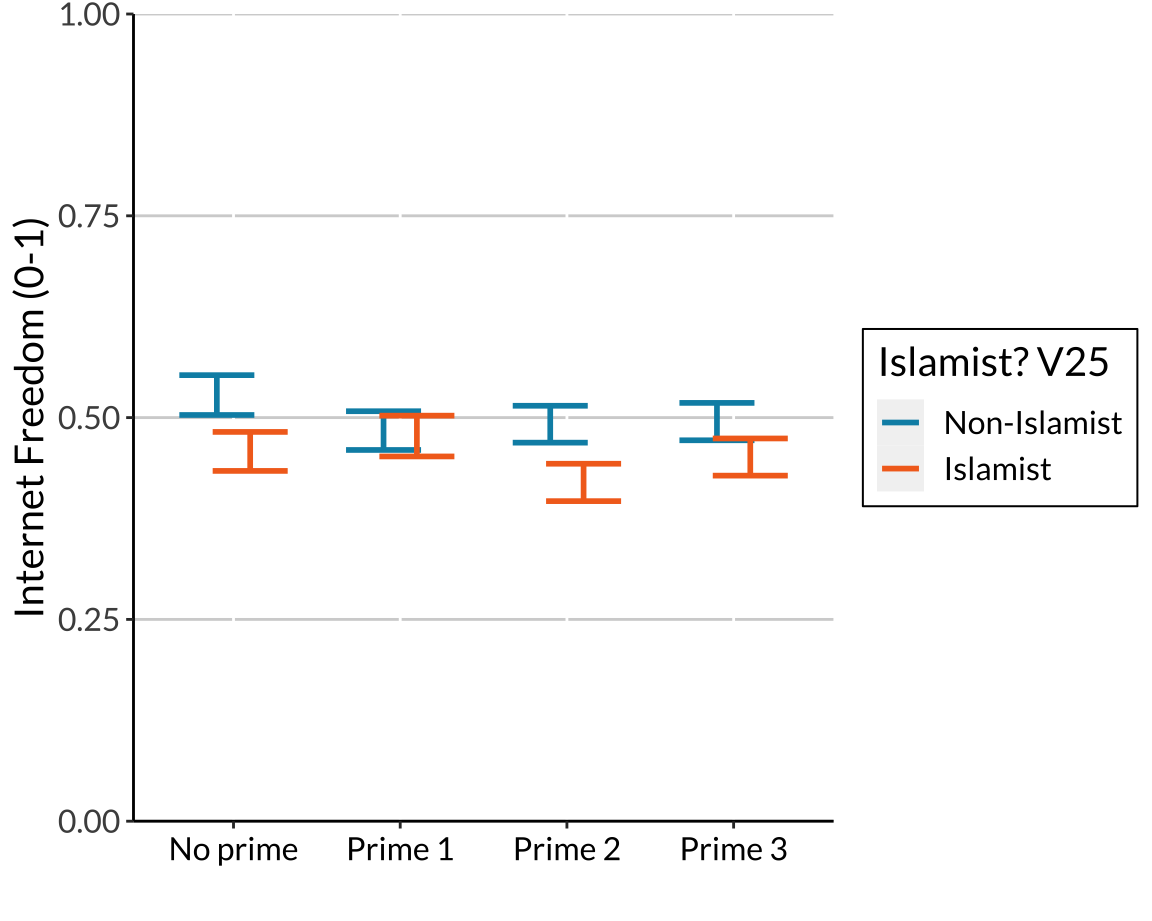 1.00
0.75
0.50
0.25
0.00
Internet Freedom (0-1)
No prime
Prime 1
Prime 2
Prime 3
Islamist? V25
Non-Islamist
Islamist